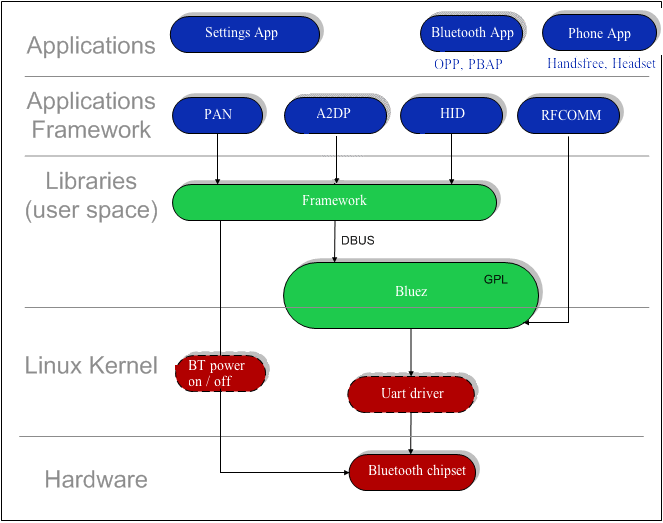 Applications
Settings App
Bluetooth App
Phone App
OPP, PBAP
Handsfree, Headset
Applications
Framework
PAN
A2DP
HID
RFCOMM
Libraries
(user space)
Framework
DBUS
GPL
Bluez
Linux Kernel
BT power
on / off
Uart driver
Hardware
Bluetooth chipset